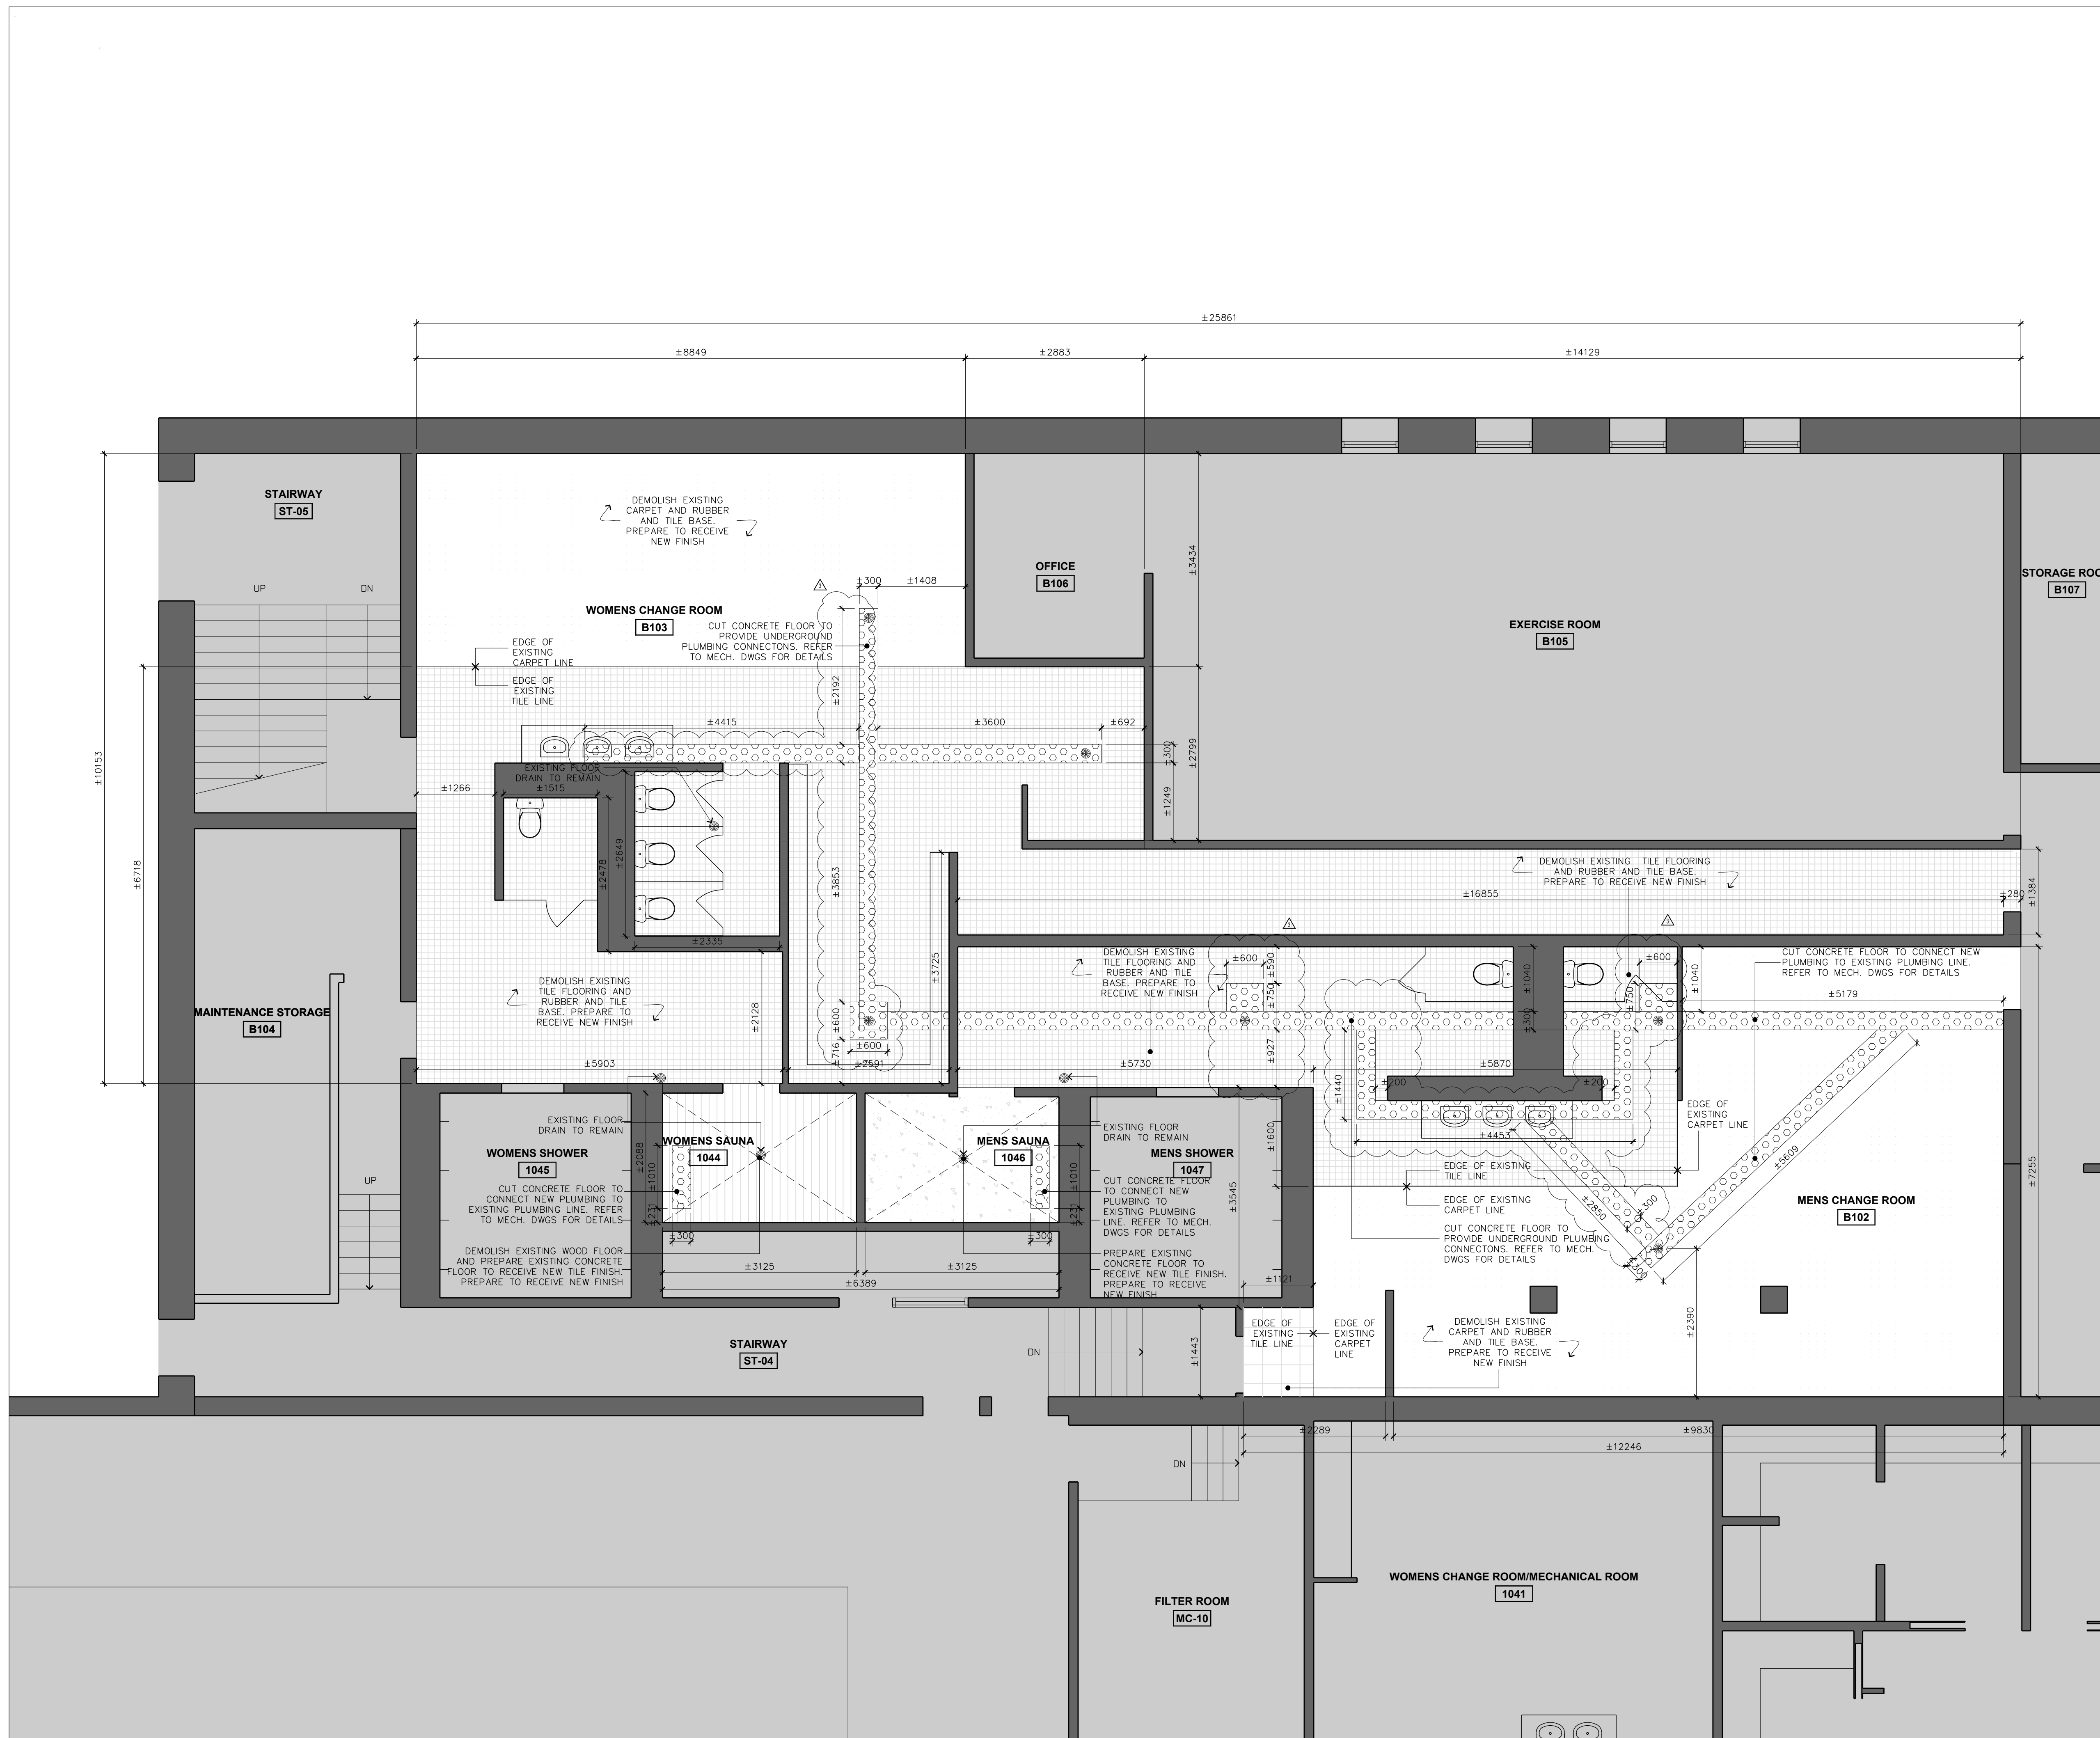 ±25861
±8849
±2883
±14129
STAIRWAY
ST-05
UP
DN
DEMOLISH EXISTING
CARPET AND RUBBER
AND TILE BASE.
PREPARE TO RECEIVE
NEW FINISH
±10153
±6718
OFFICE
B106
±3434
EXERCISE ROOM
B105
STORAGE ROO
B107
±300
±1408
WOMENS CHANGE ROOM
B103
CUT CONCRETE FLOOR TO
PROVIDE UNDERGROUND
PLUMBING CONNECTONS. REFER
TO MECH. DWGS FOR DETAILS
EDGE OF
EXISTING
CARPET LINE
EDGE OF
EXISTING
TILE LINE
±2192
±4415
±3600
±692
±300
±2799
±1249
EXISTING FLOOR
DRAIN TO REMAIN
±1266
±1515
±2478
±2649
±3853
±2335
±3725
DEMOLISH EXISTING  TILE FLOORING
AND RUBBER AND TILE BASE.
PREPARE TO RECEIVE NEW FINISH
±16855
±280
±1384
MAINTENANCE STORAGE
B104
UP
DEMOLISH EXISTING
TILE FLOORING AND
RUBBER AND TILE
BASE. PREPARE TO
RECEIVE NEW FINISH
±2128
±600
±716
±600
±5903
±2591
DEMOLISH EXISTING
TILE FLOORING AND
RUBBER AND TILE
BASE. PREPARE TO
RECEIVE NEW FINISH
±600
±590
±750
±927
±5730
±1040
±300
±5870
±600
±750
±1040
CUT CONCRETE FLOOR TO CONNECT NEW
PLUMBING TO EXISTING PLUMBING LINE.
REFER TO MECH. DWGS FOR DETAILS
±5179
±1440
±200
±200
±4453
±1600
EDGE OF
EXISTING
CARPET LINE
±5609
±7255
EXISTING FLOOR
DRAIN TO REMAIN
WOMENS SHOWER
1045
CUT CONCRETE FLOOR TO
CONNECT NEW PLUMBING TO
EXISTING PLUMBING LINE. REFER
TO MECH. DWGS FOR DETAILS
DEMOLISH EXISTING WOOD FLOOR
AND PREPARE EXISTING CONCRETE
FLOOR TO RECEIVE NEW TILE FINISH.
PREPARE TO RECEIVE NEW FINISH
±2088
±1010
±231
±300
WOMENS SAUNA
1044
MENS SAUNA
1046
±1010
±231
±300
±3125
±3125
±6389
EXISTING FLOOR
DRAIN TO REMAIN
MENS SHOWER
1047
CUT CONCRETE FLOOR
TO CONNECT NEW
PLUMBING TO
EXISTING PLUMBING
LINE. REFER TO MECH.
DWGS FOR DETAILS
PREPARE EXISTING
CONCRETE FLOOR TO
RECEIVE NEW TILE FINISH.
PREPARE TO RECEIVE
NEW FINISH
±3545
±1121
EDGE OF EXISTING
TILE LINE
EDGE OF EXISTING
CARPET LINE
CUT CONCRETE FLOOR TO
PROVIDE UNDERGROUND PLUMBING
CONNECTONS. REFER TO MECH.
DWGS FOR DETAILS
±2850
±300
±300
±2390
MENS CHANGE ROOM
B102
STAIRWAY
ST-04
DN
±1443
EDGE OF
EXISTING
TILE LINE
EDGE OF
EXISTING
CARPET
LINE
DEMOLISH EXISTING
CARPET AND RUBBER
AND TILE BASE.
PREPARE TO RECEIVE
NEW FINISH
±2289
±9830
±12246
DN
FILTER ROOM
MC-10
WOMENS CHANGE ROOM/MECHANICAL ROOM
1041